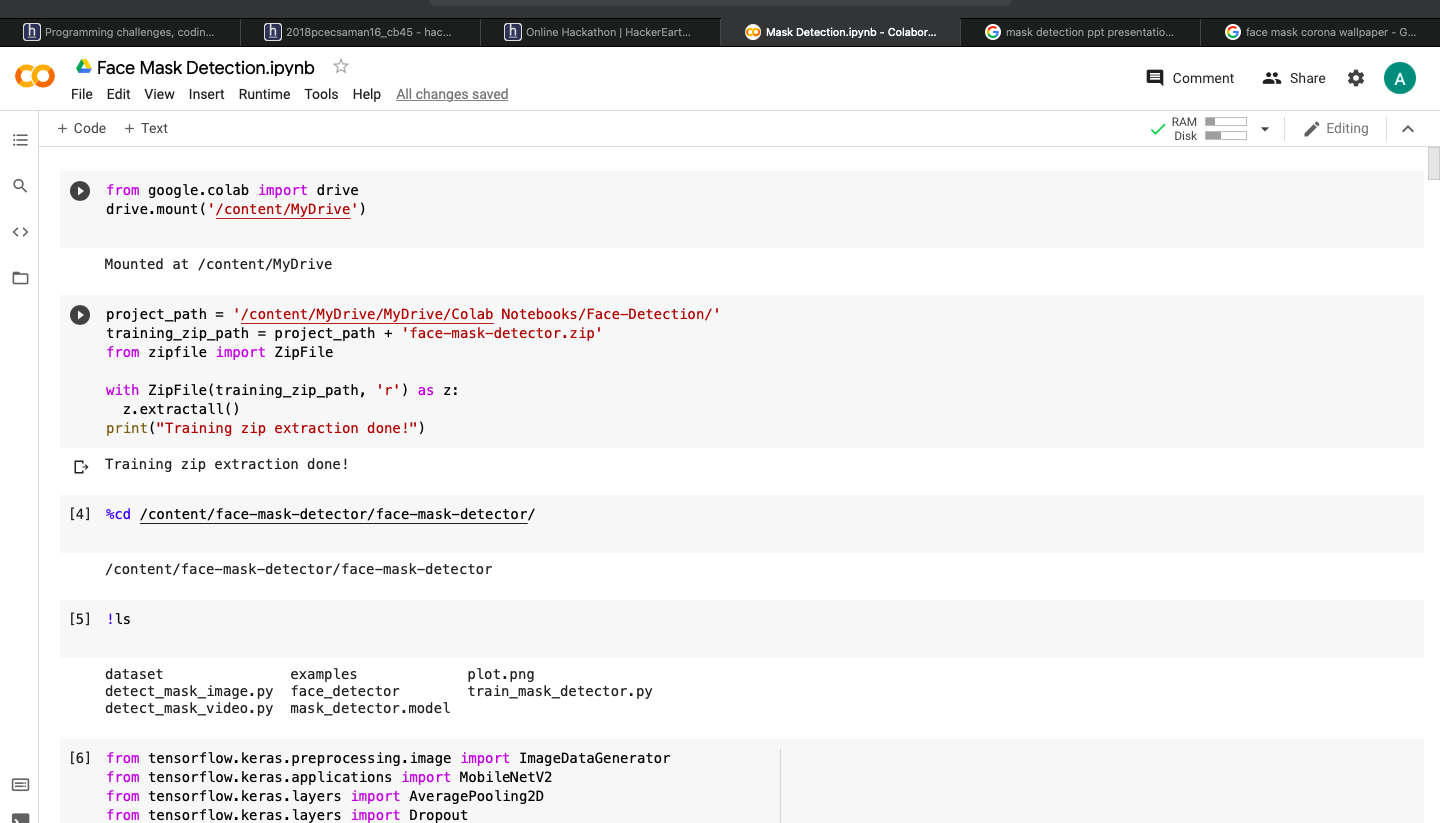 Programming challenges, codin...
2018pcecsaman16_cb45 - hac...
Online Hackathon | HackerEart...
Mask Detection.ipynb - Colabor...
mask detection ppt presentatio...
face mask corona wallpaper - G...
Face Mask Detection.ipynb
File Edit View Insert Runtime Tools Help All changes saved
Comment Share A
+ Code + Text
RAM
Disk
Editing
from google.colab import drive
drive.mount('/content/MyDrive')
Mounted at /content/MyDrive
project_path = '/content/MyDrive/MyDrive/Colab Notebooks/Face-Detection/'
training_zip_path = project_path + 'face-mask-detector.zip'
from zipfile import ZipFile
with ZipFile(training_zip_path, 'r') as z:
  z.extractall()
print("Training zip extraction done!")
Training zip extraction done!
[4] %cd /content/face-mask-detector/face-mask-detector/
/content/face-mask-detector/face-mask-detector
[5] !ls
dataset examples plot.png
detect_mask_image.py face_detector train_mask_detector.py
detect_mask_video.py mask_detector.model
[6] from tensorflow.keras.preprocessing.image import ImageDataGenerator
from tensorflow.keras.applications import MobileNetV2
from tensorflow.keras.layers import AveragePooling2D
from tensorflow.keras.layers import Dropout